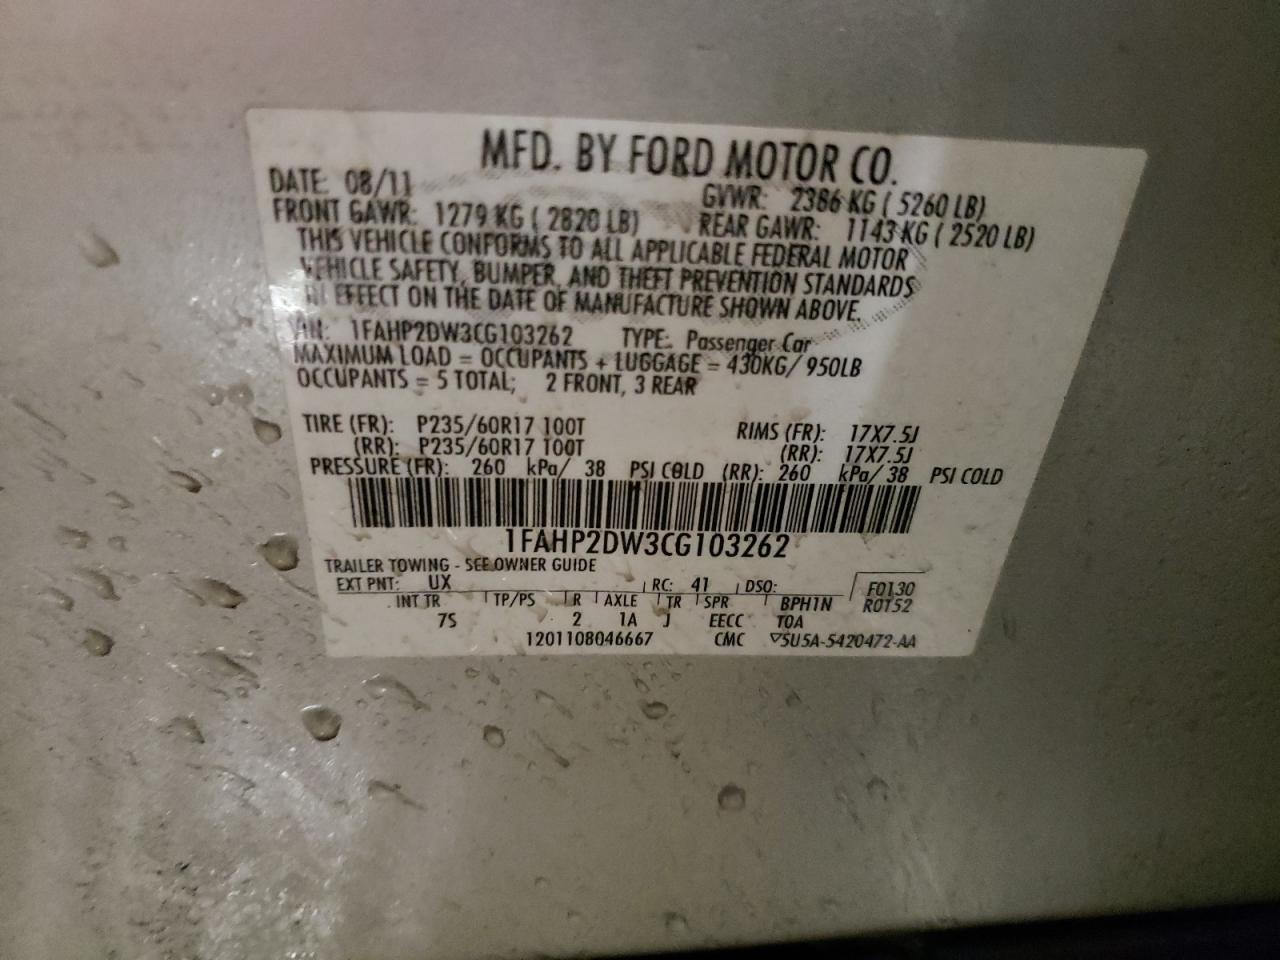 MFD. BY FORD MOTOR CO.
DATE: 08/11 GVWR: 2386 KG ( 5260 LB)
FRONT GAWR: 1279 KG ( 2820 LB) REAR GAWR: 1143 KG ( 2520 LB)
THIS VEHICLE CONFORMS TO ALL APPLICABLE FEDERAL MOTOR
VEHICLE SAFETY, BUMPER, AND THEFT PREVENTION STANDARDS
IN EFFECT ON THE DATE OF MANUFACTURE SHOWN ABOVE.
VIN: 1FAHP2DW3CG103262 TYPE: Passenger Car
MAXIMUM LOAD = OCCUPANTS + LUGGAGE = 430KG/ 950LB
OCCUPANTS = 5 TOTAL; 2 FRONT, 3 REAR
TIRE (FR): P235/60R17 100T RIMS (FR): 17X7.5J
(RR): P235/60R17 100T (RR): 17X7.5J
PRESSURE (FR): 260 kPa/ 38 PSI COLD (RR): 260 kPa/ 38 PSI COLD
1FAHP2DW3CG103262
TRAILER TOWING - SEE OWNER GUIDE
EXT PNT: UX RC: 41 DSO: F0130
INT TR TP/PS R AXLE TR SPR BPH1N R0152
7S 2 1A J EECC TOA
1201108046667 CMC 5U5A-5420472-AA